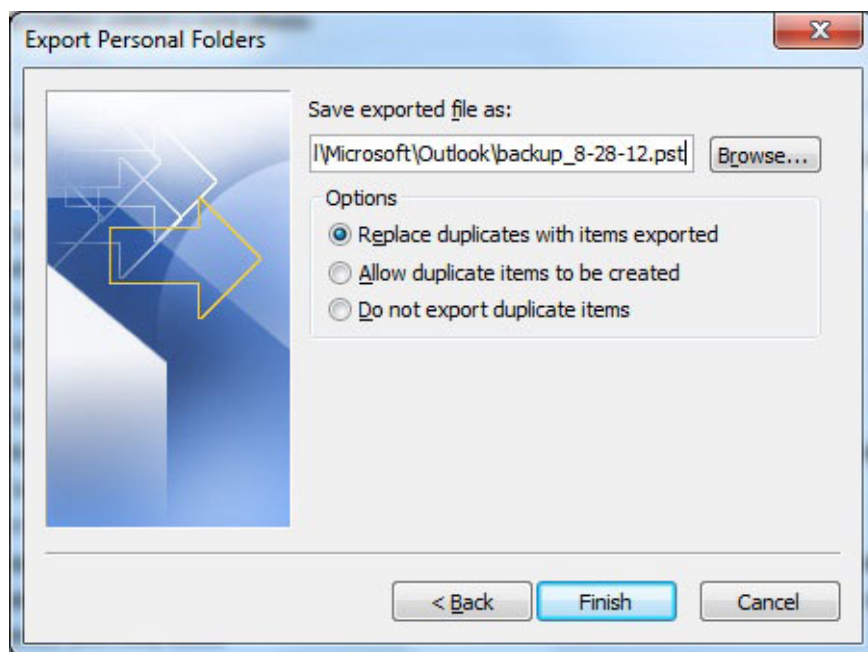 Export Personal Folders
Save exported file as:
l\Microsoft\Outlook\backup_8-28-12.pst Browse...
Options
Replace duplicates with items exported
Allow duplicate items to be created
Do not export duplicate items
< Back Finish Cancel